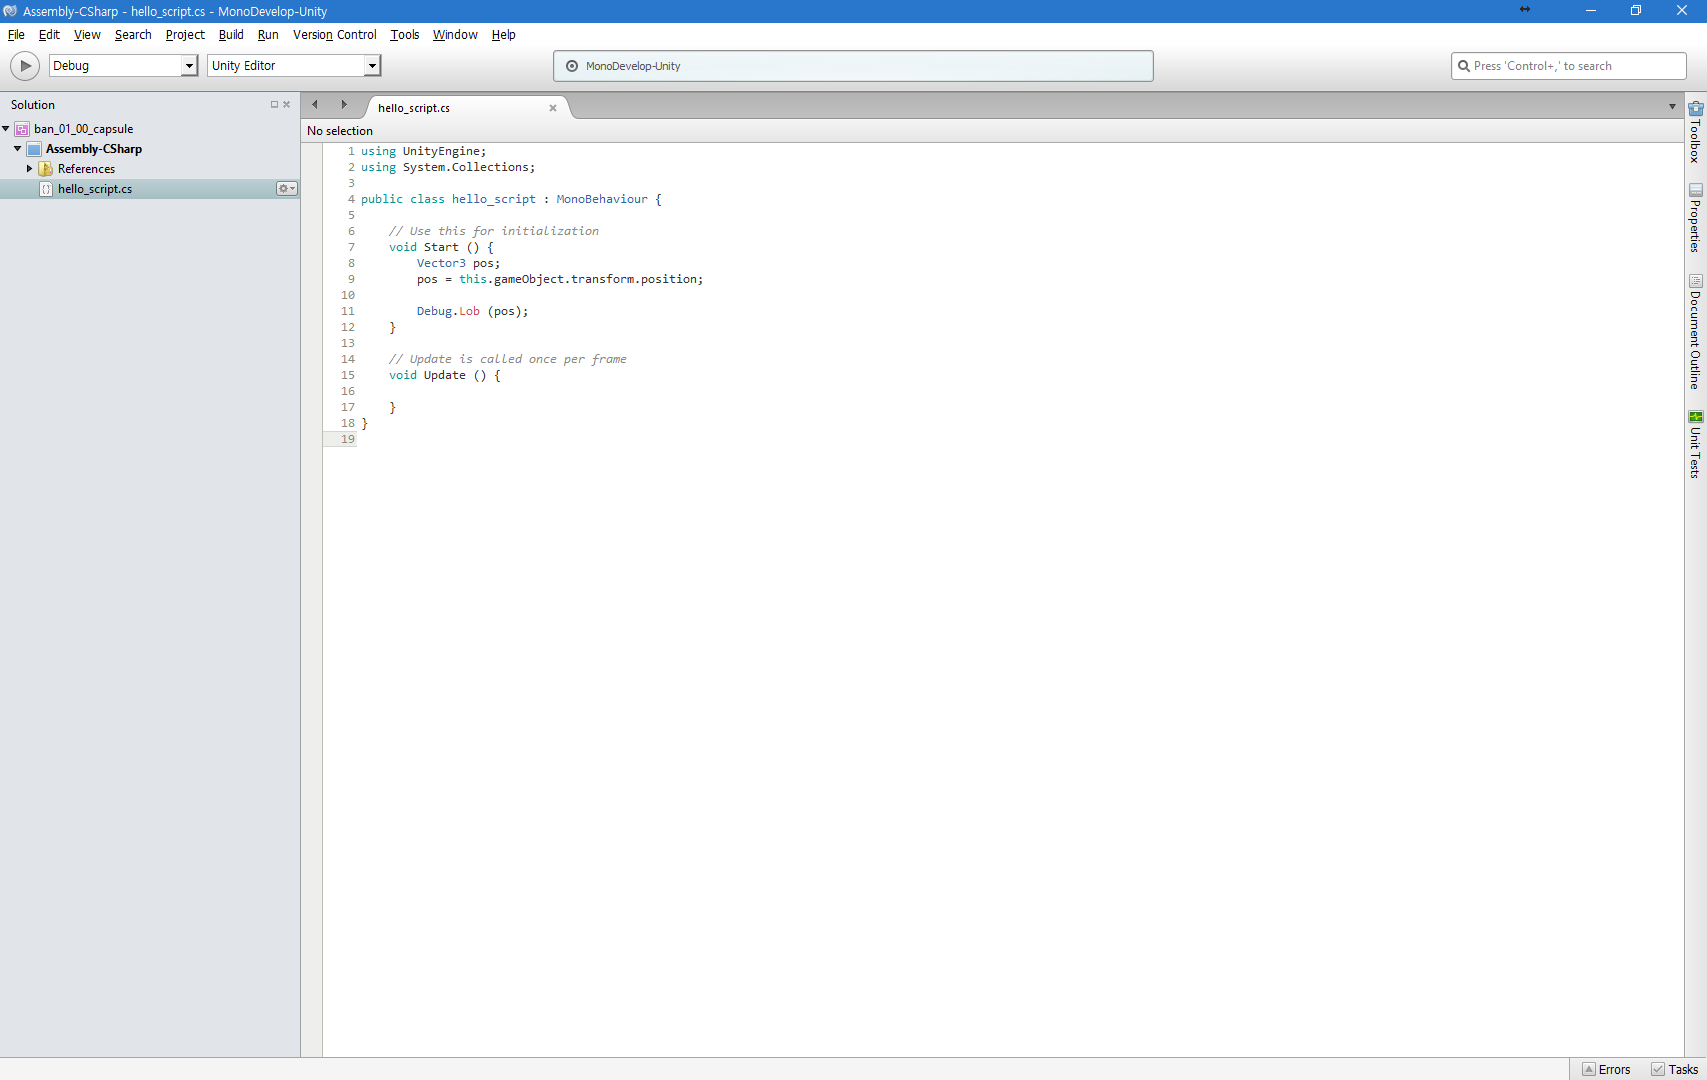 Assembly-CSharp - hello_script.cs - MonoDevelop-Unity
File Edit View Search Project Build Run Version Control Tools Window Help
Debug Unity Editor MonoDevelop-Unity Press 'Control+,' to search
Solution
hello_script.cs
ban_01_00_capsule
Assembly-CSharp
References
hello_script.cs
No selection
1 using UnityEngine;
2 using System.Collections;
3
4 public class hello_script : MonoBehaviour {
5
6 // Use this for initialization
7 void Start () {
8 Vector3 pos;
9 pos = this.gameObject.transform.position;
10
11 Debug.Lob (pos);
12 }
13
14 // Update is called once per frame
15 void Update () {
16
17 }
18 }
19
Toolbox
Properties
Document Outline
Unit Tests
Errors Tasks